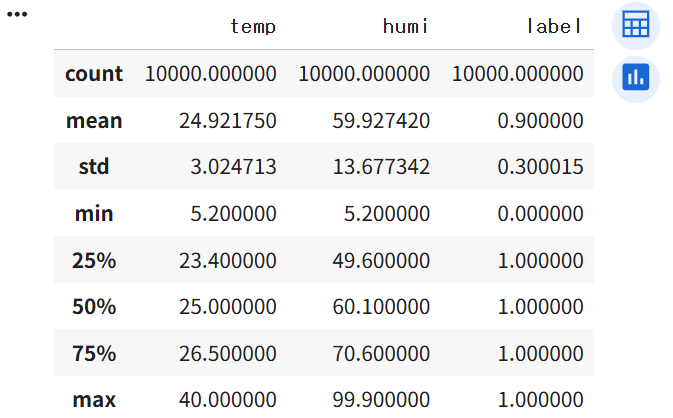 temp humi label
count 10000.000000 10000.000000 10000.000000
mean 24.921750 59.927420 0.900000
std 3.024713 13.677342 0.300015
min 5.200000 5.200000 0.000000
25% 23.400000 49.600000 1.000000
50% 25.000000 60.100000 1.000000
75% 26.500000 70.600000 1.000000
max 40.000000 99.900000 1.000000